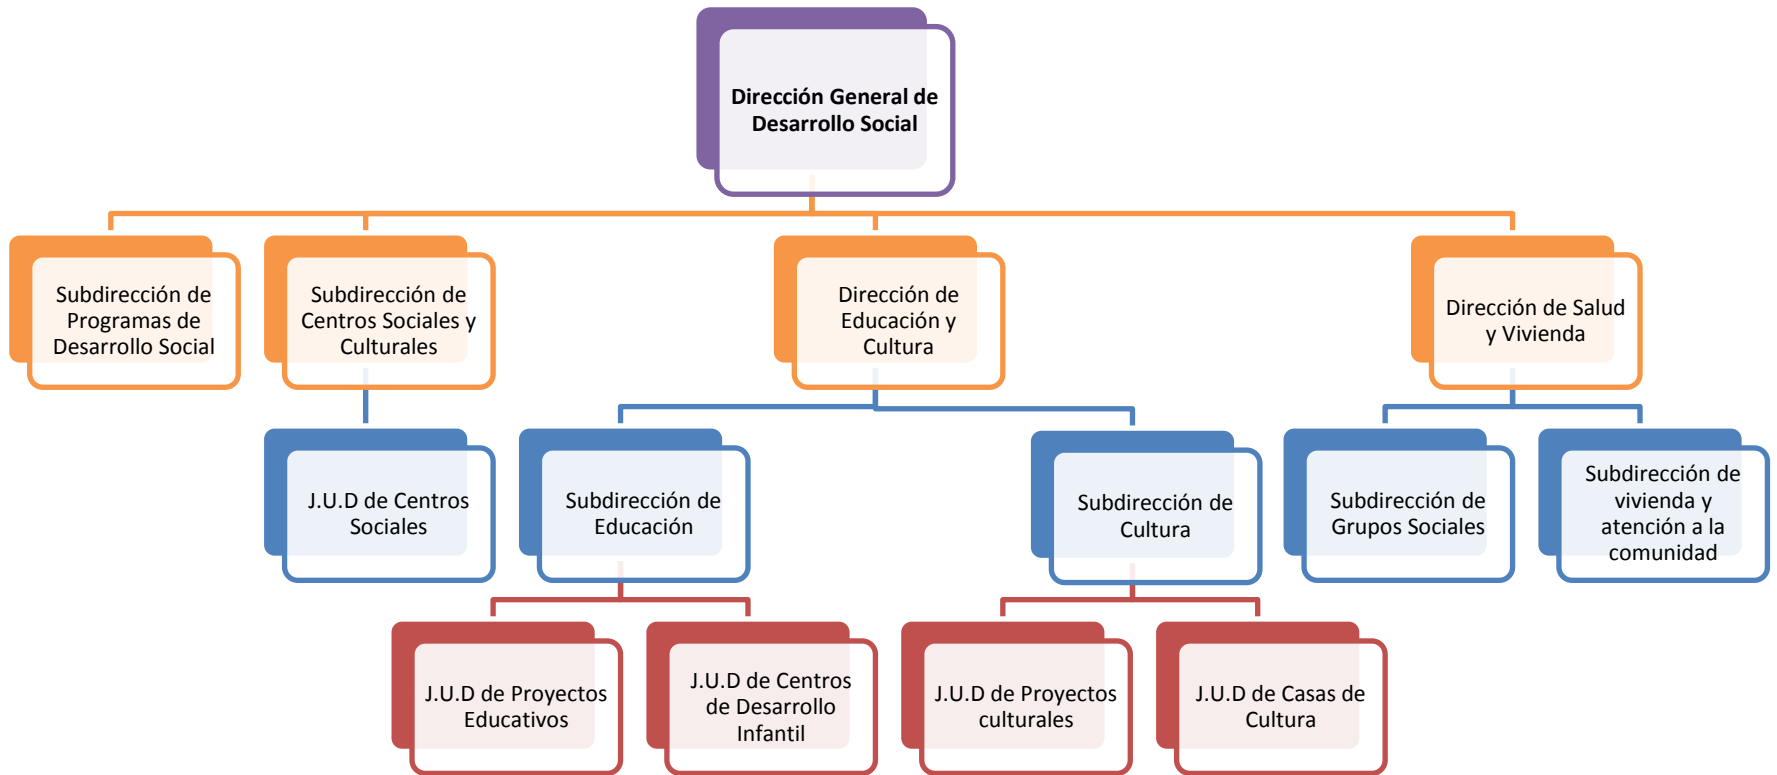 Dirección General de
Desarrollo Social
Subdirección de
Programas de
Desarrollo Social
Subdirección de
Centros Sociales y
Culturales
Dirección de
Educación y
Cultura
Dirección de Salud
y Vivienda
J.U.D de Centros
Sociales
Subdirección de
Educación
Subdirección de
Cultura
Subdirección de
Grupos Sociales
Subdirección de
vivienda y
atención a la
comunidad
J.U.D de Proyectos
Educativos
J.U.D de Centros
de Desarrollo
Infantil
J.U.D de Proyectos
culturales
J.U.D de Casas de
Cultura